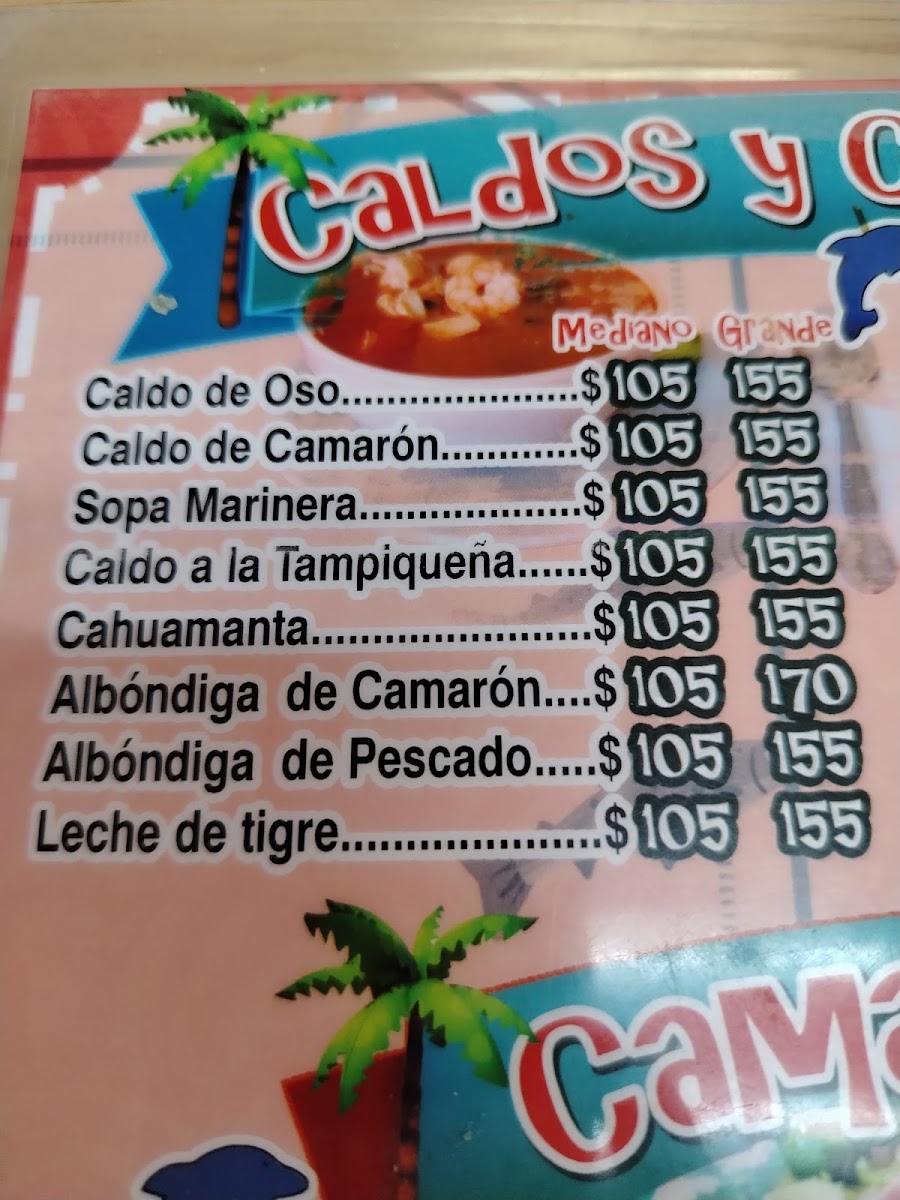 CaLdos y C
Mediano Grande
Caldo de Oso......................$ 105 155
Caldo de Camarón............$ 105 155
Sopa Marinera...................$ 105 155
Caldo a la Tampiqueña......$ 105 155
Cahuamanta........................$ 105 155
Albóndiga de Camarón....$ 105 170
Albóndiga de Pescado.....$ 105 155
Leche de tigre......................$ 105 155
CaMa